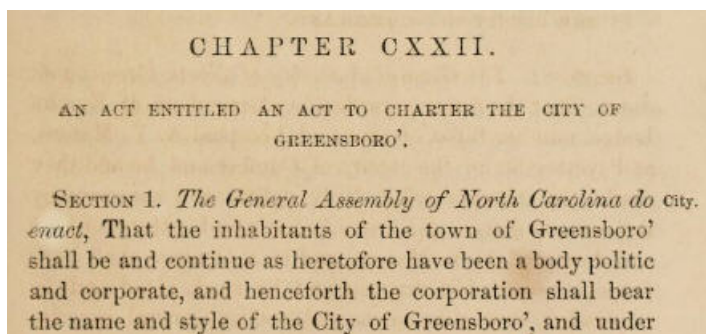 CHAPTER CXXII.
AN ACT ENTITLED AN ACT TO CHARTER THE CITY OF
GREENSBORO'.
SECTION 1. The General Assembly of North Carolina do City.
enact, That the inhabitants of the town of Greensboro'
shall be and continue as heretofore have been a body politic
and corporate, and henceforth the corporation shall bear
the name and style of the City of Greensboro', and under